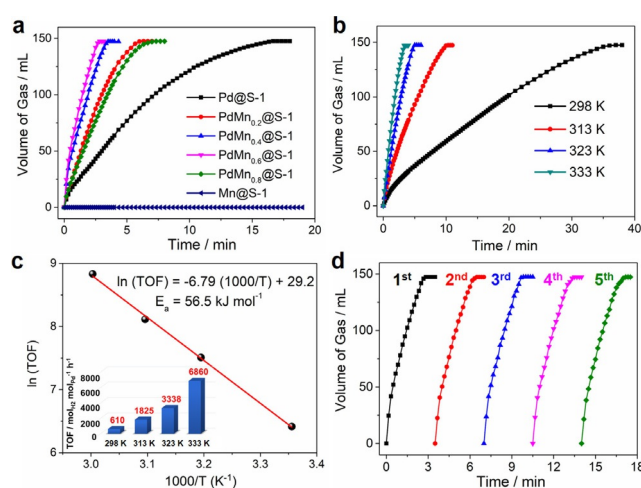 a
Volume of Gas / mL
150
100
50
0
0
5
10
15
20
Time / min
Pd@S-1
PdMn0.2@S-1
PdMn0.4@S-1
PdMn0.6@S-1
PdMn0.8@S-1
Mn@S-1
b
Volume of Gas / mL
150
100
50
0
0
10
20
30
40
Time / min
298 K
313 K
323 K
333 K
c
ln (TOF)
9
8
7
6
3.0
3.1
3.2
3.3
3.4
1000/T (K-1)
ln (TOF) = -6.79 (1000/T) + 29.2
Ea = 56.5 kJ mol-1
TOF / molH2 molPd-1 h-1
8000
6000
4000
2000
0
610
1825
3338
6860
298 K
313 K
323 K
333 K
d
Volume of Gas / mL
150
100
50
0
1st
2nd
3rd
4th
5th
0
3
6
9
12
15
18
Time / min